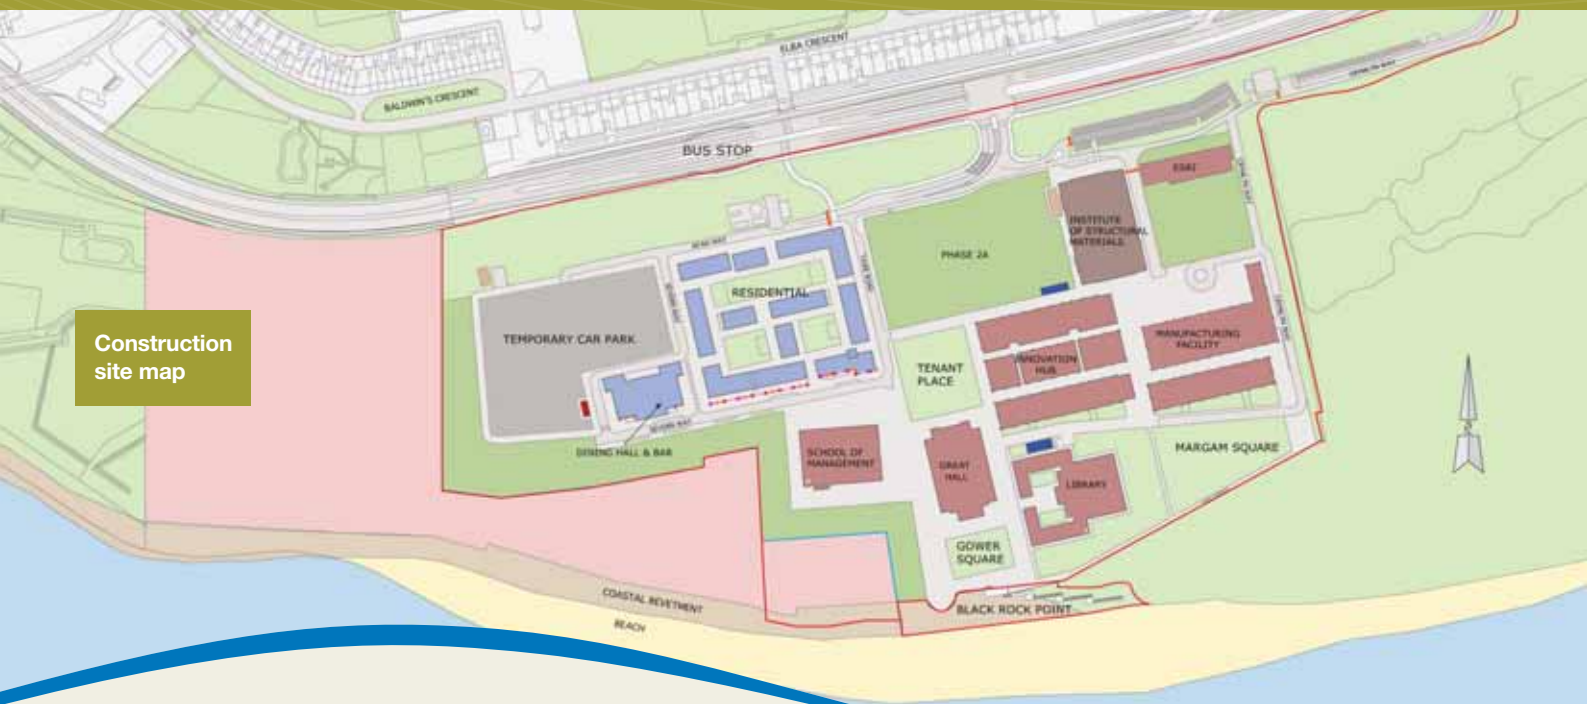 ELBA CRESCENT
BALDWIN'S CRESCENT
BUS STOP
ESRI
INSTITUTE
OF STRUCTURAL
MATERIALS
PHASE 2A
RESIDENTIAL
Construction
site map
TEMPORARY CAR PARK
MANUFACTURING
FACILITY
INNOVATION
HUB
TENANT
PLACE
DINING HALL & BAR
SCHOOL OF
MANAGEMENT
GREAT
HALL
MARGAM SQUARE
LIBRARY
GOWER
SQUARE
COASTAL REVETMENT
BLACK ROCK POINT
BEACH